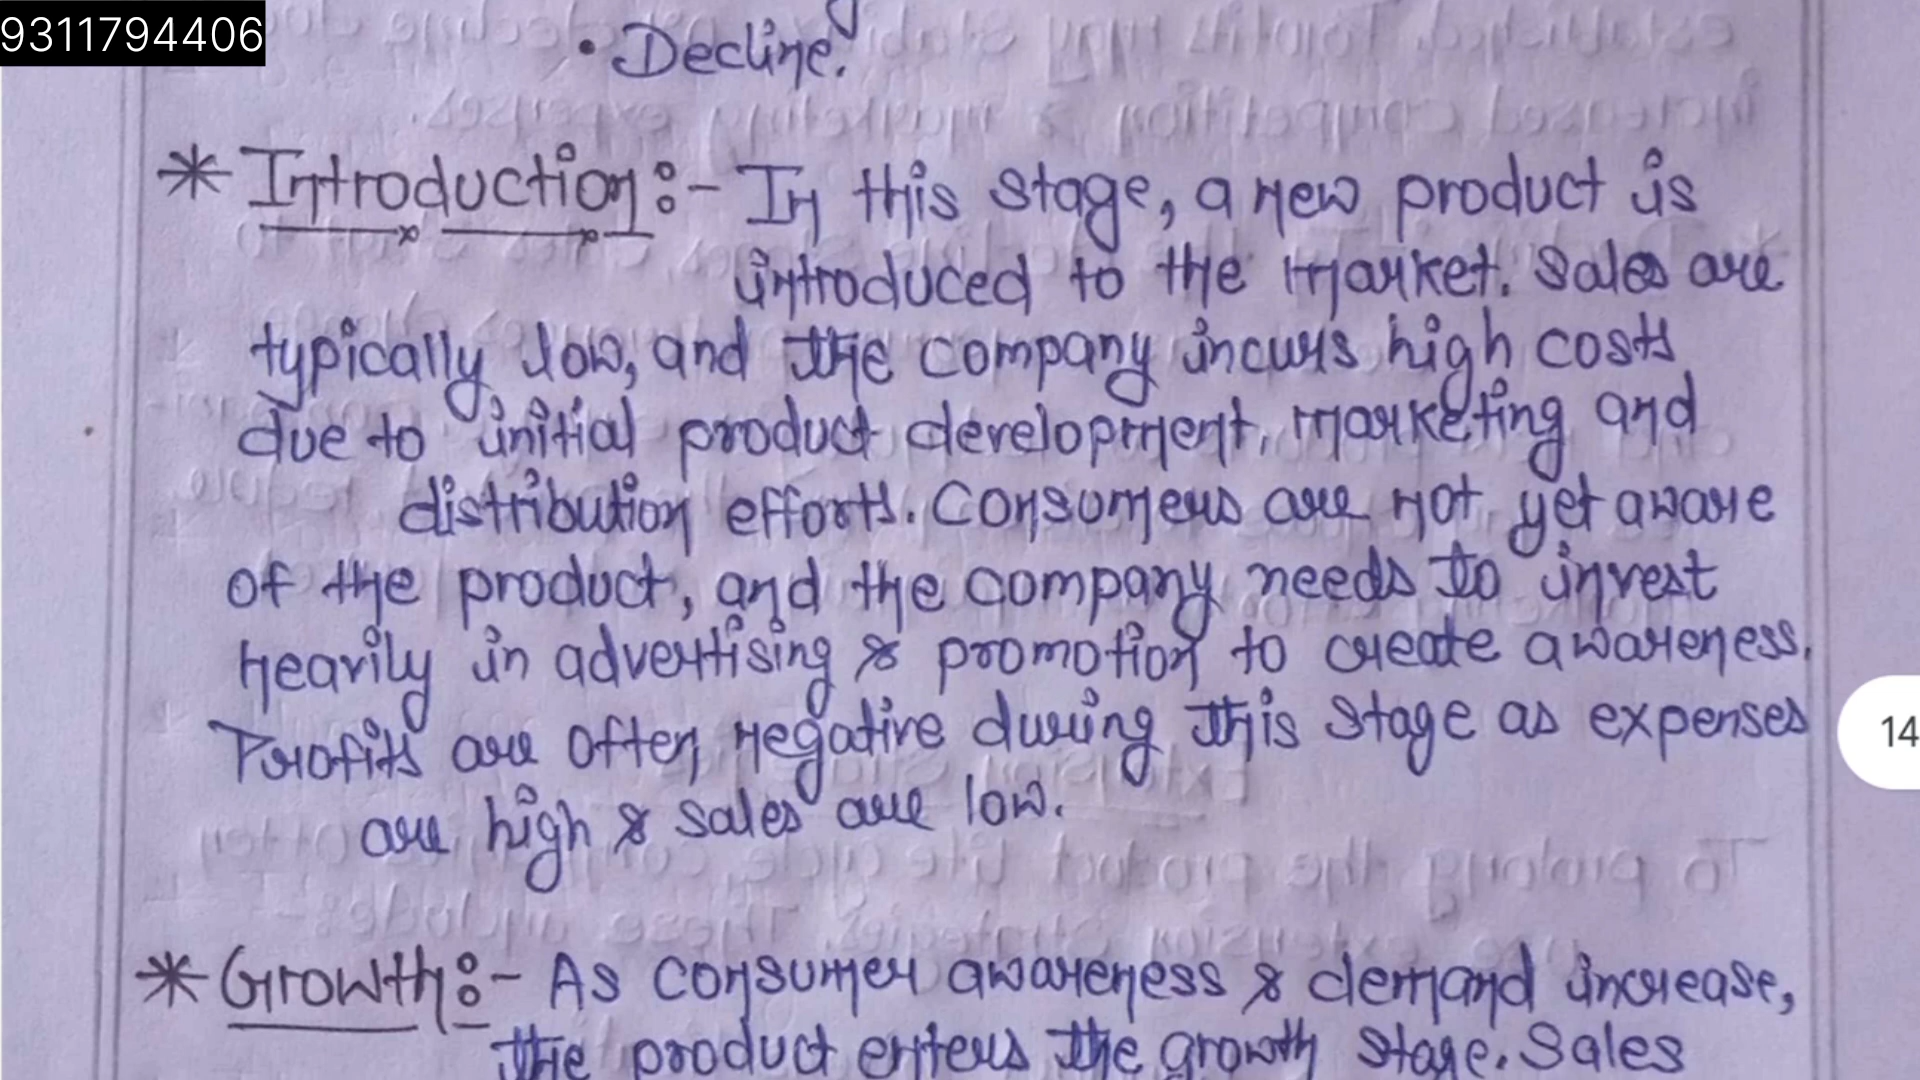 9311794406
• Decline.
* Introduction :- In this stage, a new product is
introduced to the market. Sales are
typically low, and the company incurs high costs
due to initial product development, marketing and
distribution efforts. Consumers are not yet aware
of the product, and the company needs to invest
heavily in advertising & promotion to create awareness.
Profits are often negative during this stage as expenses
are high & sales are low.
14
* Growth :- As consumer awareness & demand increase,
the product enters the growth stage. Sales